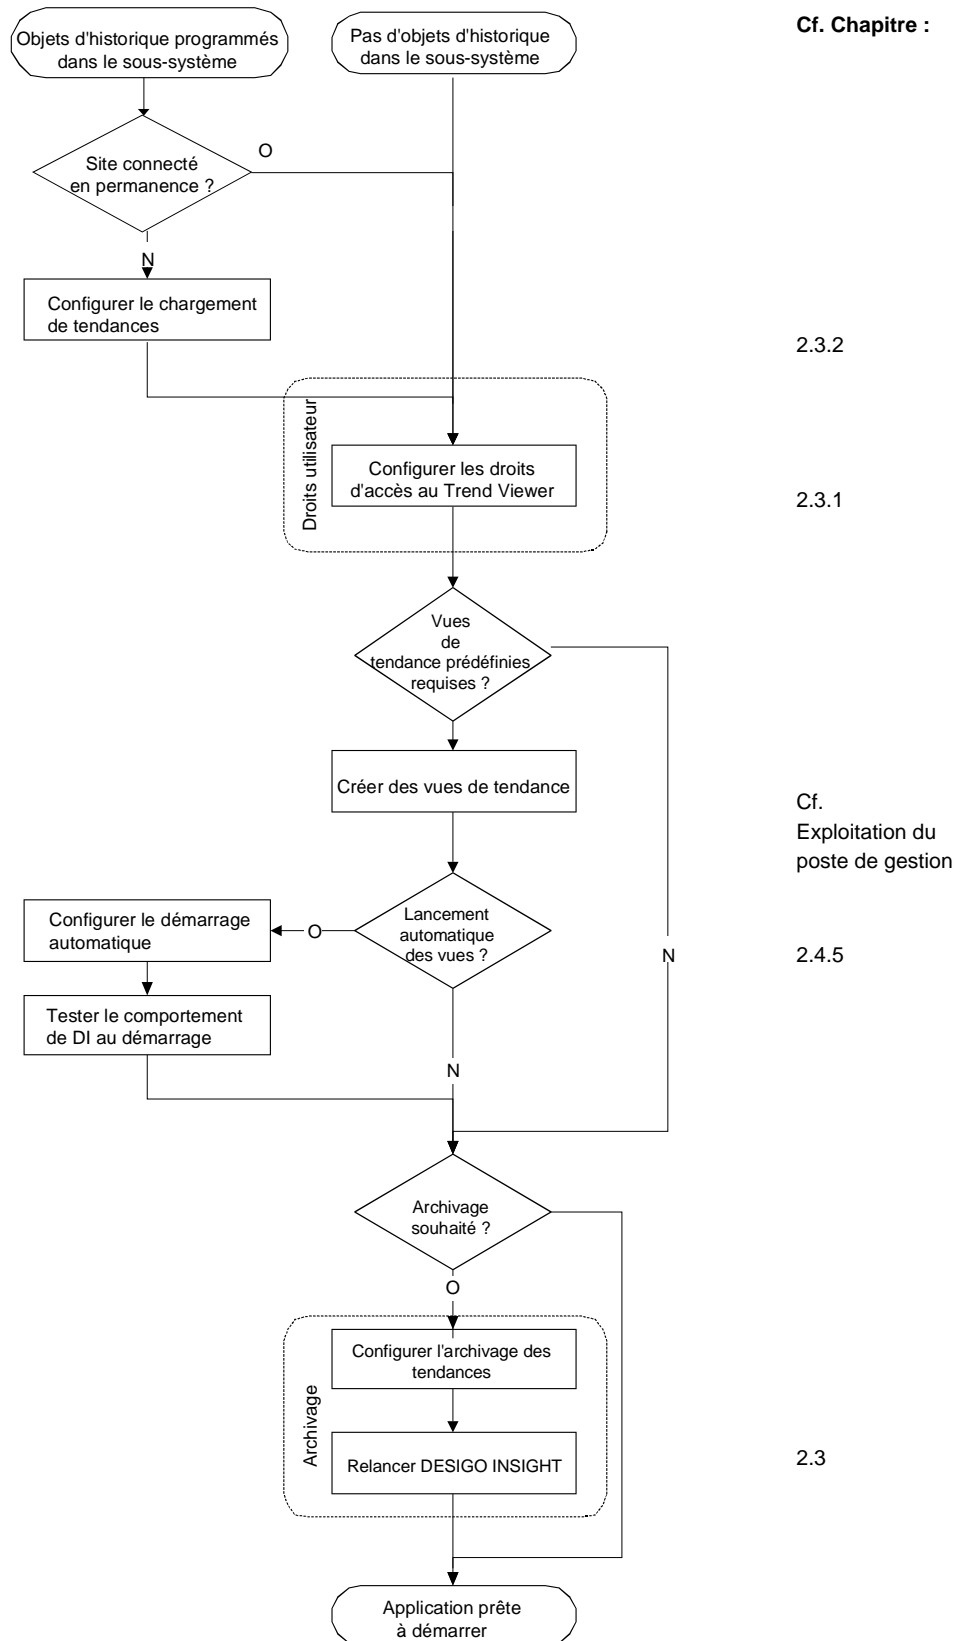 Objets d'historique programmés
dans le sous-système
Pas d'objets d'historique
dans le sous-système
Cf. Chapitre :
Site connecté
en permanence ?
O
N
Configurer le chargement
de tendances
2.3.2
Droits utilisateur
Configurer les droits
d'accès au Trend Viewer
2.3.1
Vues
de
tendance prédéfinies
requises ?
Créer des vues de tendance
Cf.
Exploitation du
poste de gestion
Configurer le démarrage
automatique
O
Lancement
automatique
des vues ?
N
2.4.5
Tester le comportement
de DI au démarrage
N
Archivage
souhaité ?
O
Archivage
Configurer l'archivage des
tendances
Relancer DESIGO INSIGHT
2.3
Application prête
à démarrer